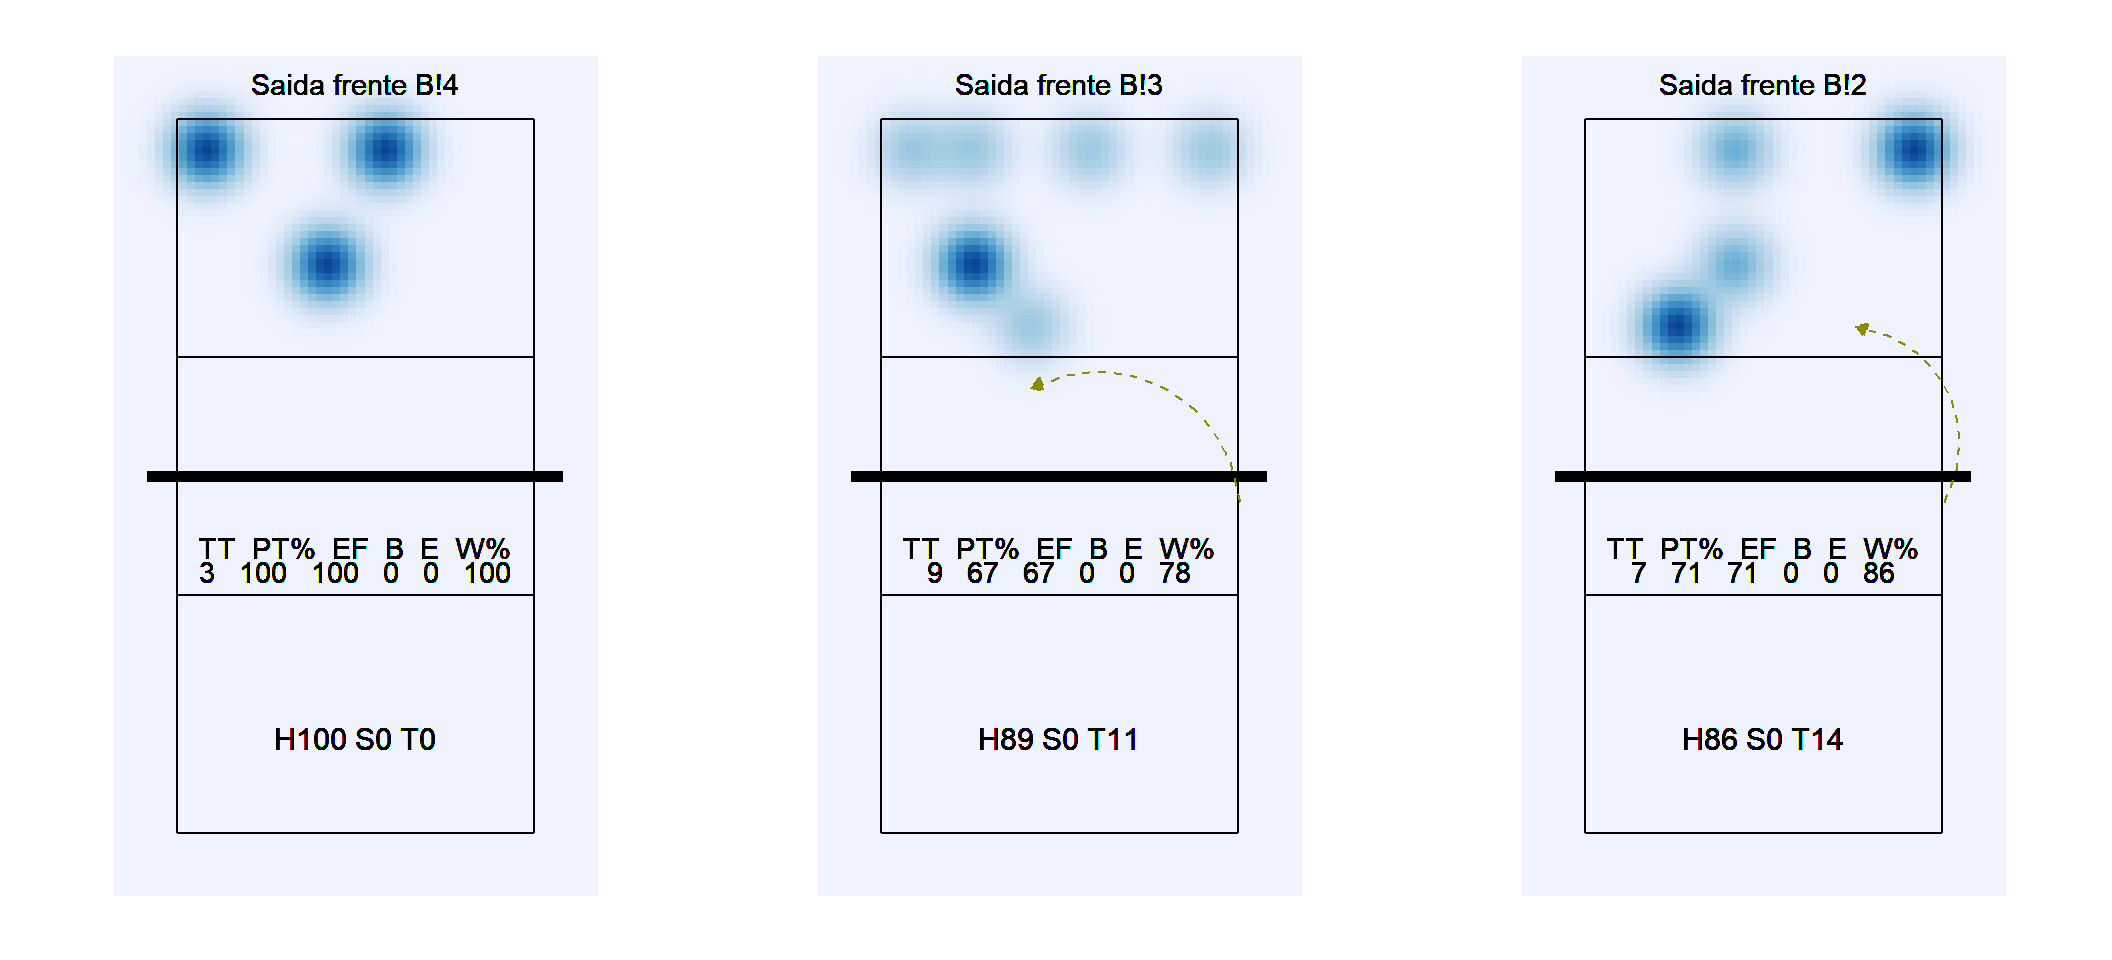 Saida frente B!4
TT PT% EF B E W%
3 100 100 0 0 100
H100 S0 T0
Saida frente B!3
TT PT% EF B E W%
9 67 67 0 0 78
H89 S0 T11
Saida frente B!2
TT PT% EF B E W%
7 71 71 0 0 86
H86 S0 T14